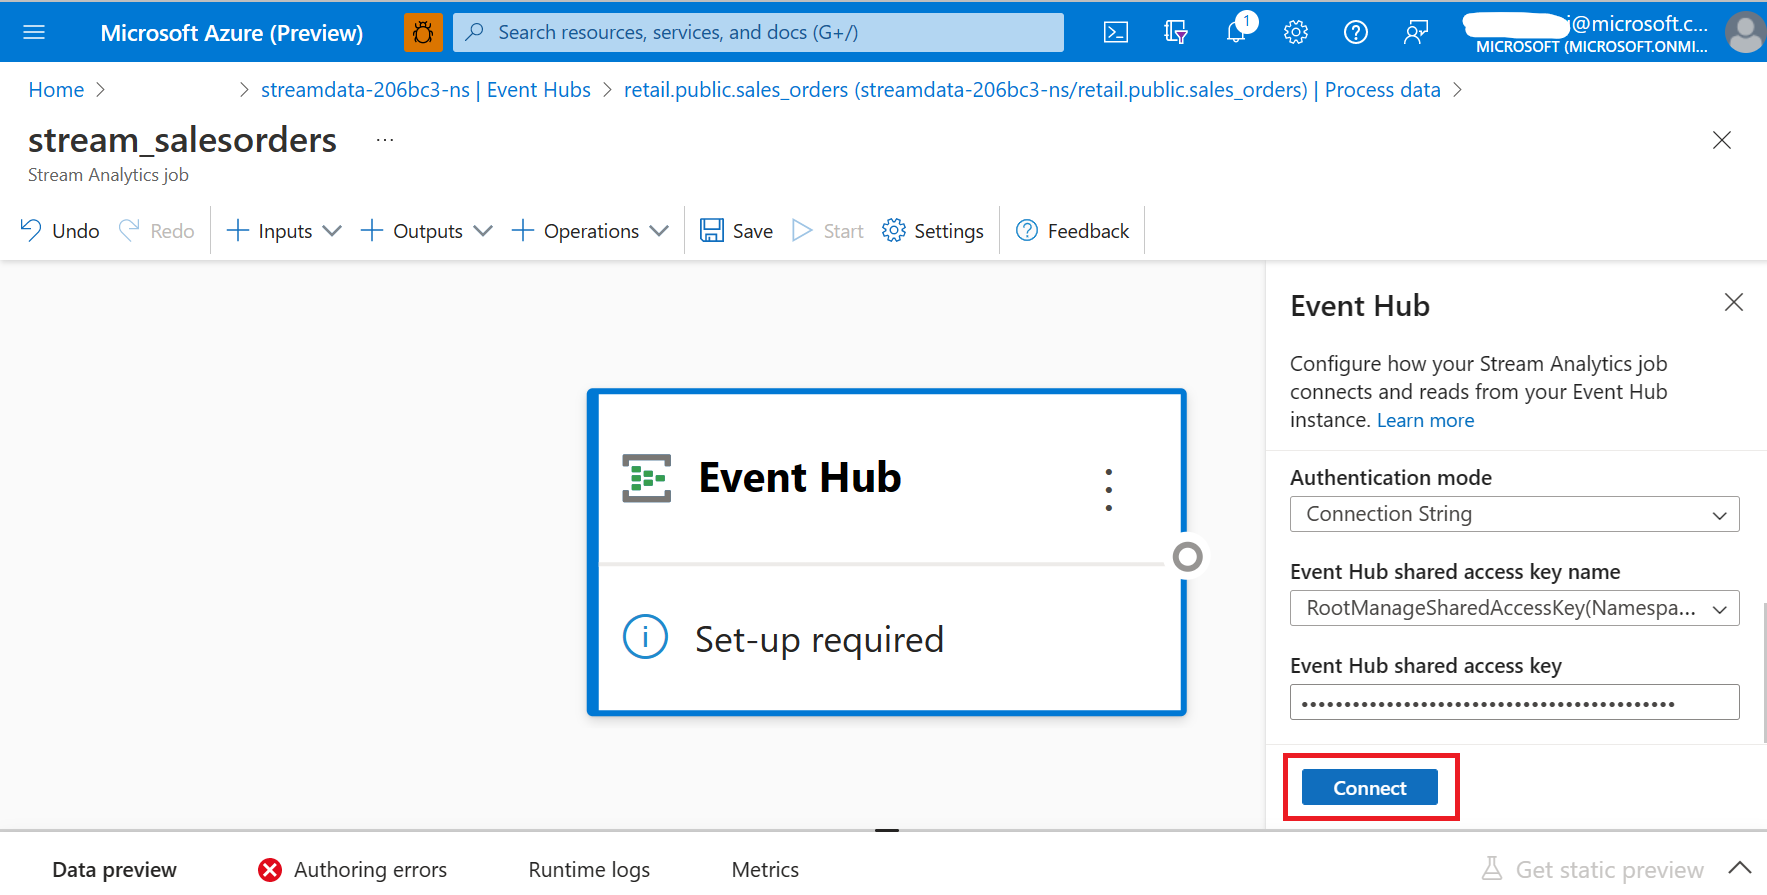 Microsoft Azure (Preview)
Search resources, services, and docs (G+/)
1
i@microsoft.c...
MICROSOFT (MICROSOFT.ONMI...
Home > > streamdata-206bc3-ns | Event Hubs > retail.public.sales_orders (streamdata-206bc3-ns/retail.public.sales_orders) | Process data >
stream_salesorders ...
Stream Analytics job
Undo Redo Inputs Outputs Operations Save Start Settings Feedback
Event Hub
Set-up required
Event Hub
Configure how your Stream Analytics job
connects and reads from your Event Hub
instance. Learn more
Authentication mode
Connection String
Event Hub shared access key name
RootManageSharedAccessKey(Namespa...
Event Hub shared access key
Connect
Data preview Authoring errors Runtime logs Metrics Get static preview